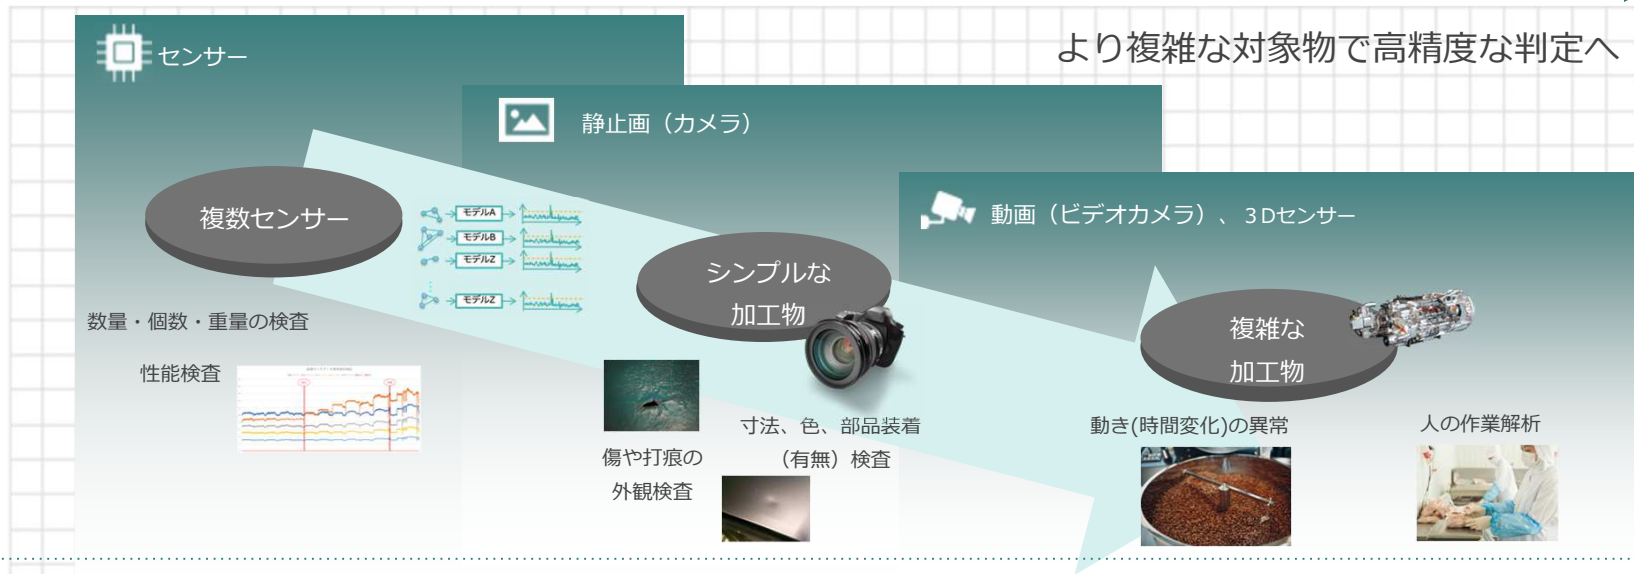 より複雑な対象物で高精度な判定へ
センサー
静止画（カメラ）
動画（ビデオカメラ）、３Dセンサー
複数センサー
モデルA
モデルB
モデルZ
モデルZ
シンプルな
加工物
複雑な
加工物
数量・個数・重量の検査
性能検査
傷や打痕の
外観検査
寸法、色、部品装着
（有無）検査
動き(時間変化)の異常
人の作業解析